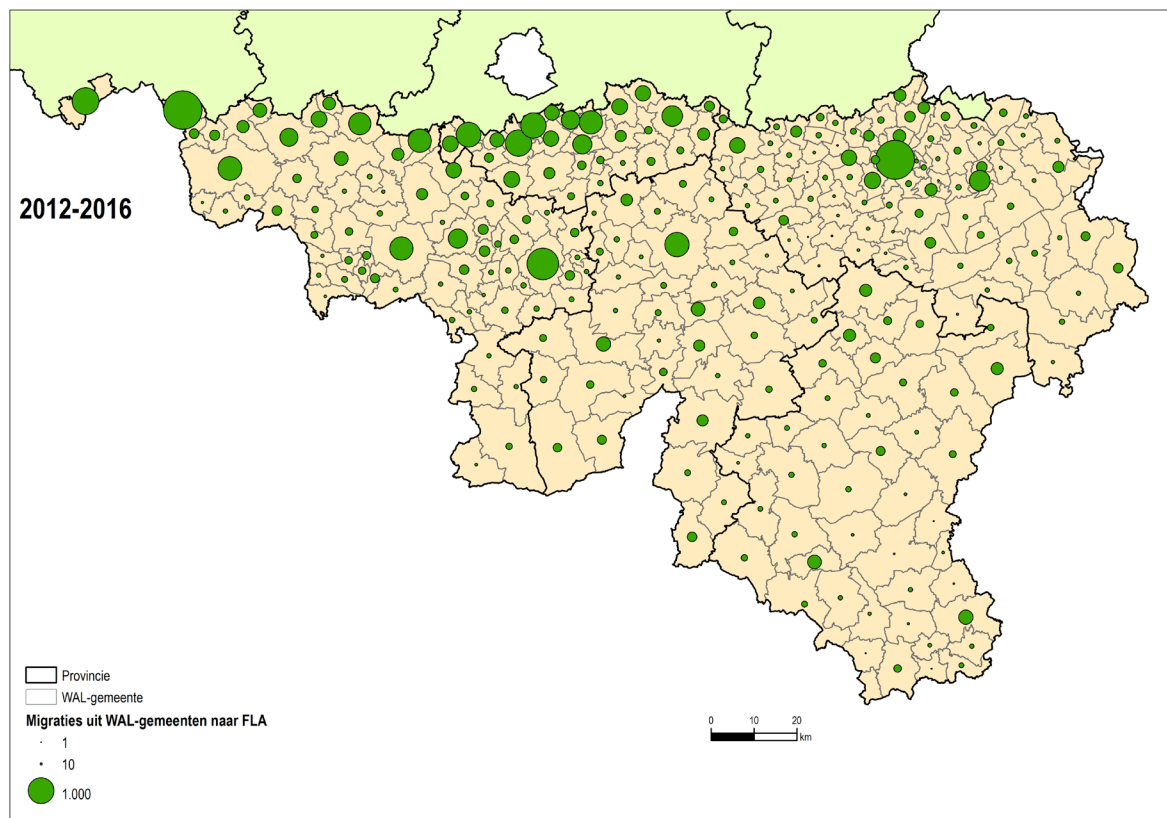 2012-2016
Provincie
WAL-gemeente
Migraties uit WAL-gemeenten naar FLA
1
10
1.000
0 10 20
km